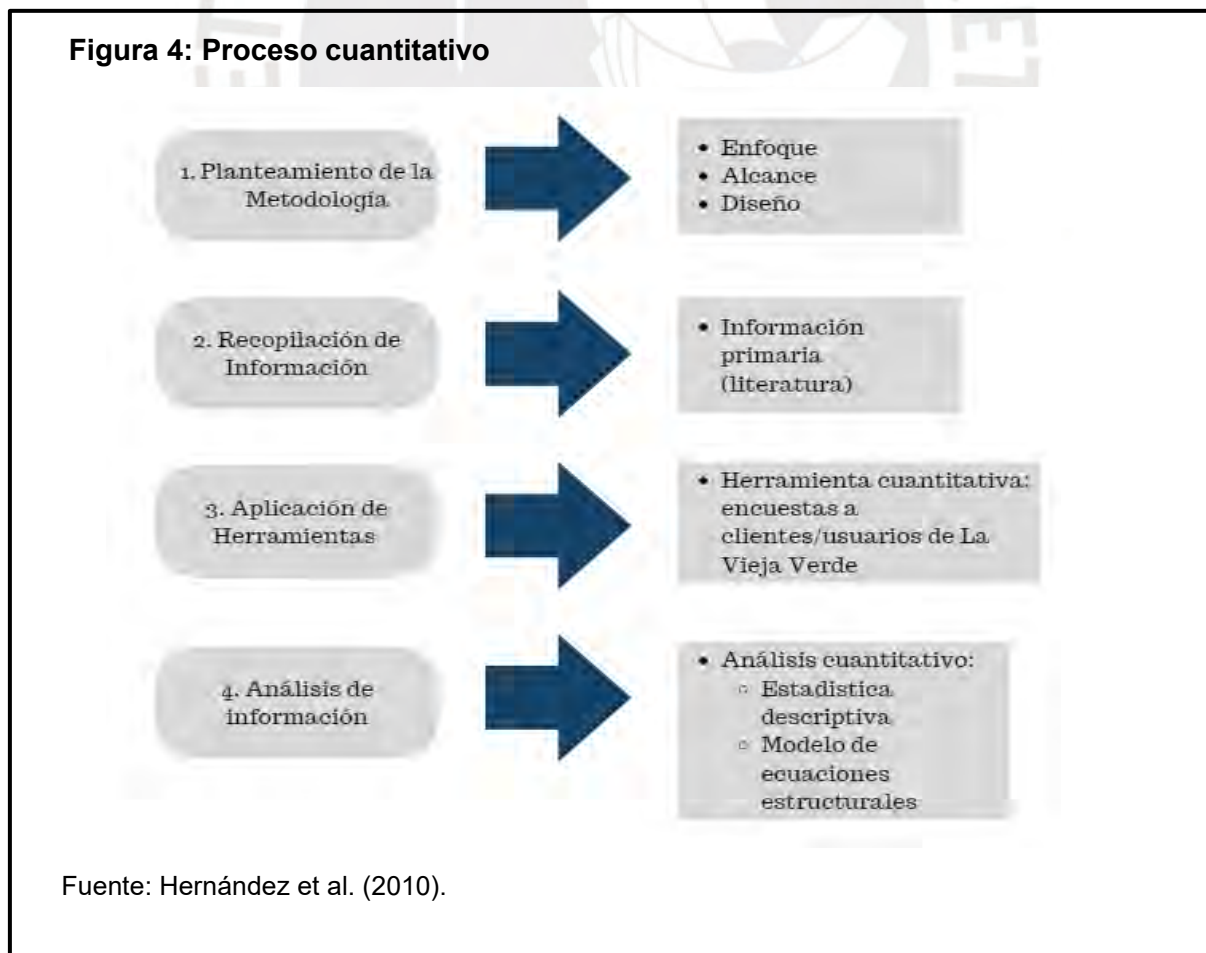 Figura 4: Proceso cuantitativo
1. Planteamiento de la
Metodología
• Enfoque
• Alcance
• Diseño
2. Recopilación de
Información
• Información
primaria
(literatura)
3. Aplicación de
Herramientas
• Herramienta cuantitativa:
encuestas a
clientes/usuarios de La
Vieja Verde
4. Análisis de
información
• Análisis cuantitativo:
◦ Estadistica
descriptiva
◦ Modelo de
ecuaciones
estructurales
Fuente: Hernández et al. (2010).